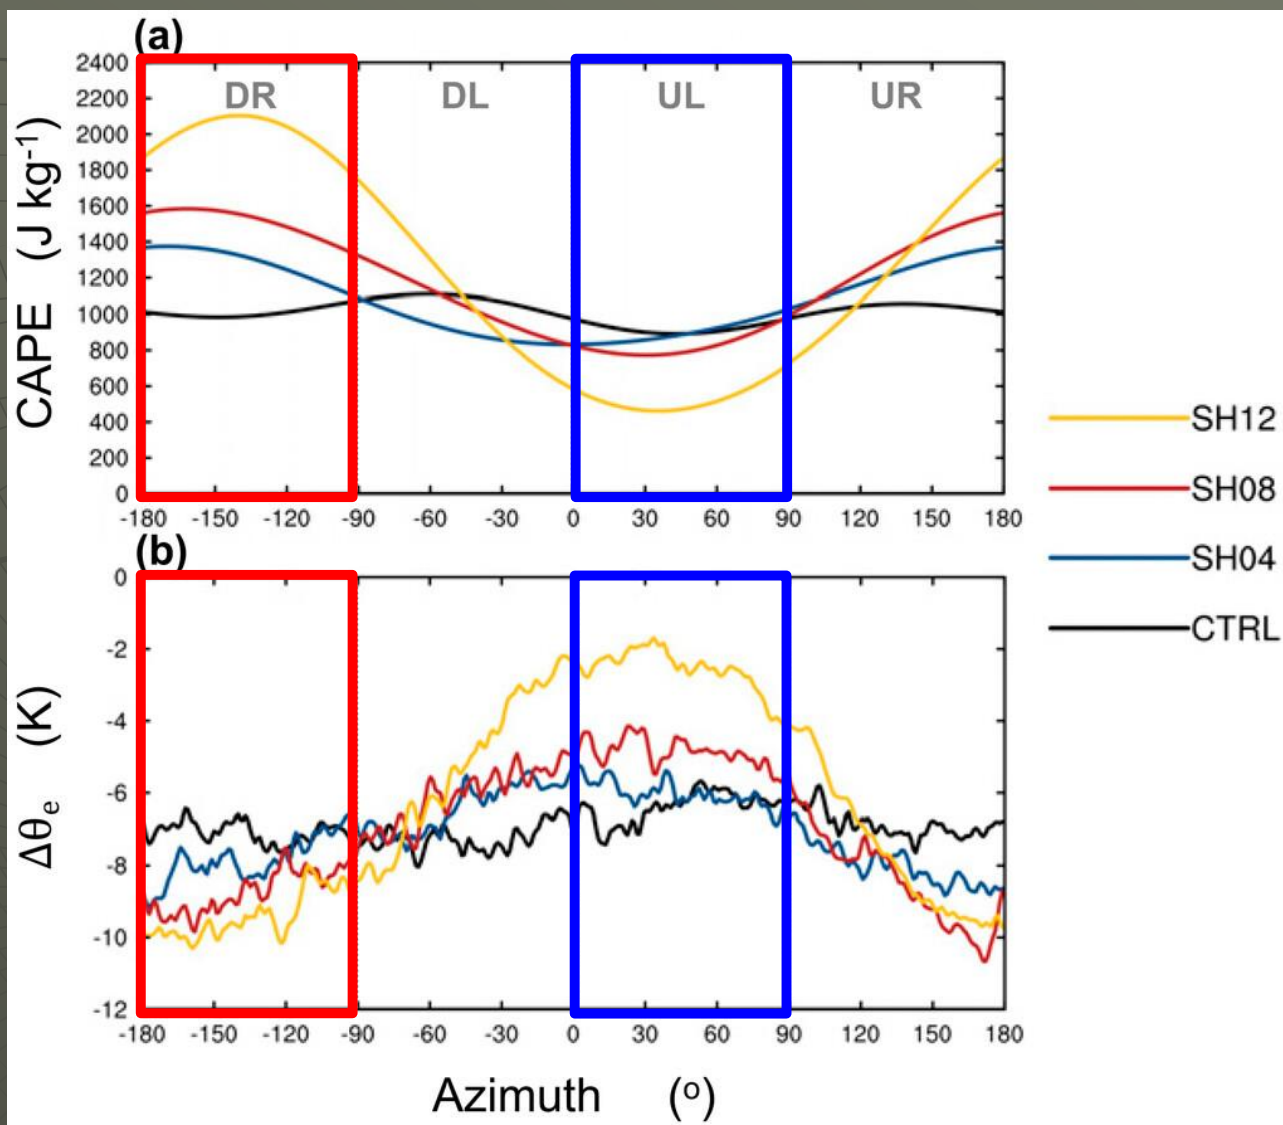 (a)
DR DL UL UR
CAPE (J kg⁻¹)
2400
2200
2000
1800
1600
1400
1200
1000
800
600
400
200
0
-180 -150 -120 -90 -60 -30 0 30 60 90 120 150 180
(b)
Δθₑ (K)
0
-2
-4
-6
-8
-10
-12
-180 -150 -120 -90 -60 -30 0 30 60 90 120 150 180
Azimuth (º)
SH12
SH08
SH04
CTRL